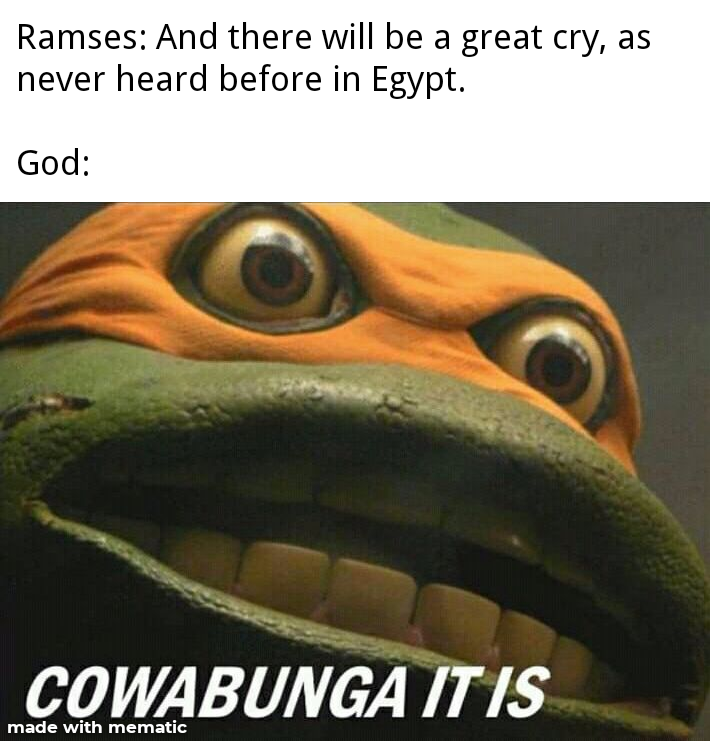 Ramses: And there will be a great cry, as
never heard before in Egypt.
God:
COWABUNGA IT IS
made with mematic